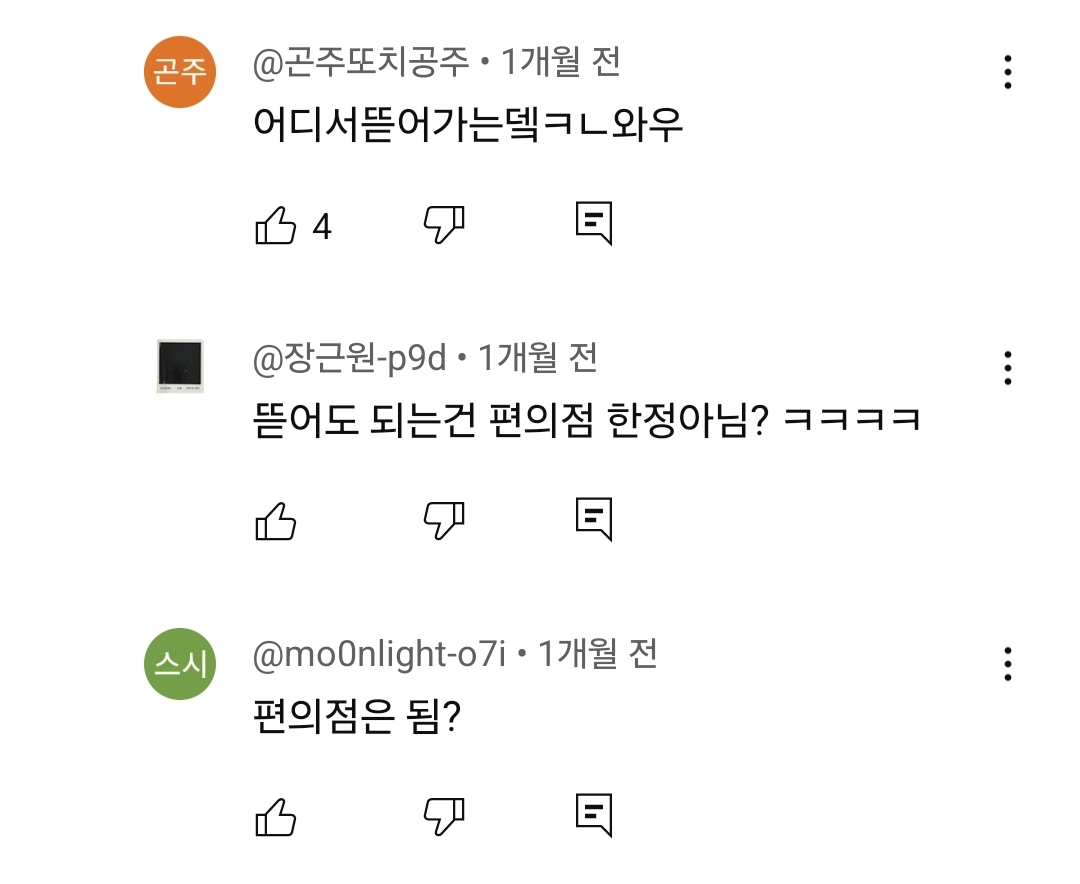 곤주
@곤주또치공주 • 1개월 전
어디서뜯어가는뎈ㅋㄴ와우
4
@장근원-p9d • 1개월 전
뜯어도 되는건 편의점 한정아님? ㅋㅋㅋㅋ
스시
@mo0nlight-o7i • 1개월 전
편의점은 됨?